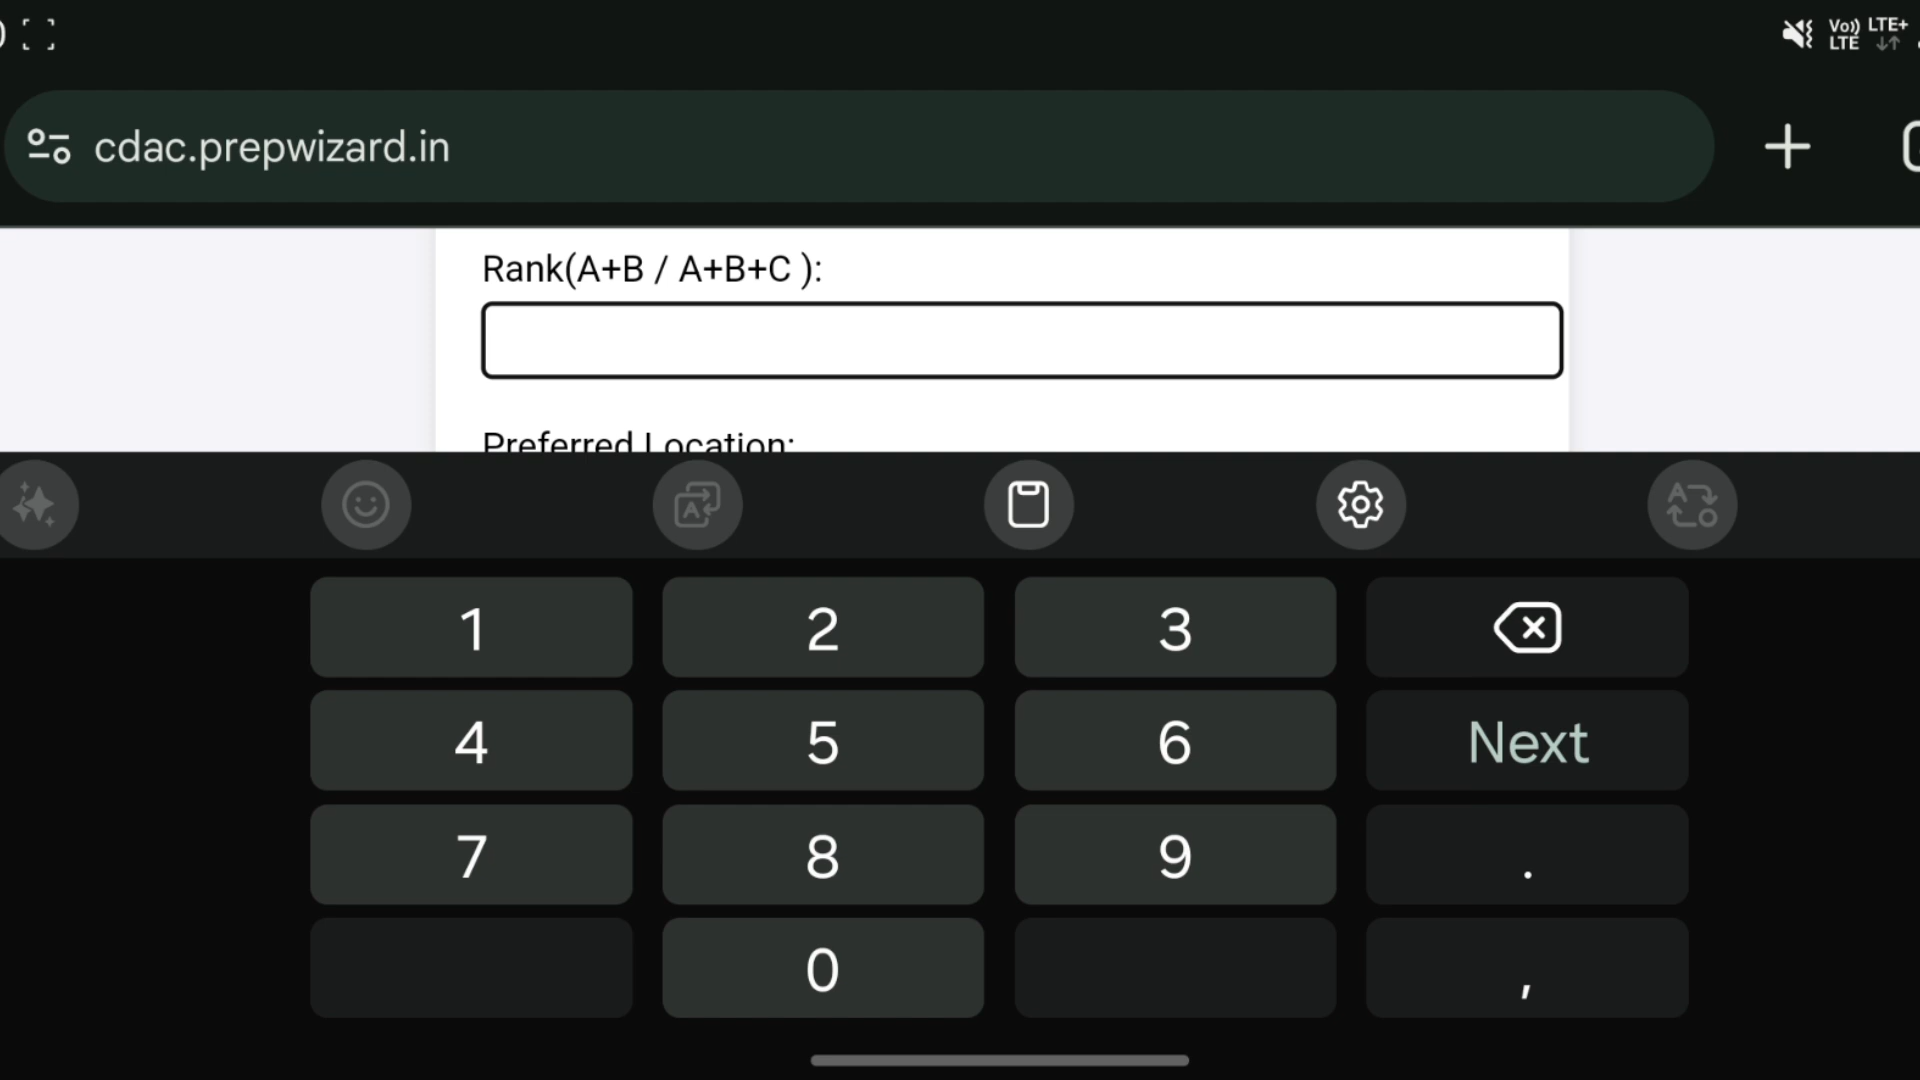 Vo)) LTE+
LTE
cdac.prepwizard.in
Rank(A+B / A+B+C ):
Preferred Location:
1 2 3
4 5 6 Next
7 8 9 .
0 ,